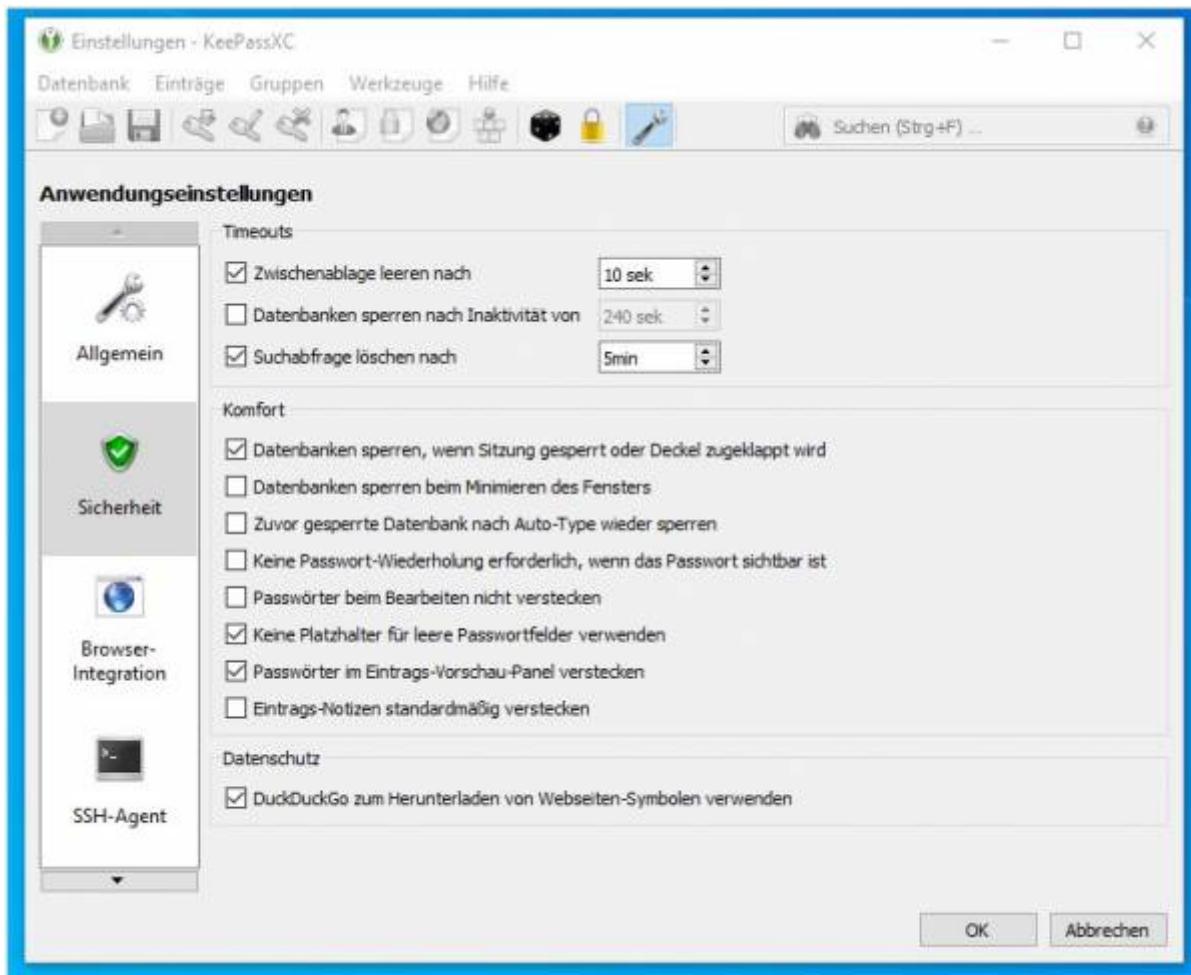 Einstellungen - KeePassXC
Datenbank Einträge Gruppen Werkzeuge Hilfe
Suchen (Strg+F) ...
Anwendungseinstellungen
Timeouts
Zwischenablage leeren nach 10 sek
Datenbanken sperren nach Inaktivität von 240 sek
Suchabfrage löschen nach 5min
Allgemein
Komfort
Datenbanken sperren, wenn Sitzung gesperrt oder Deckel zugeklappt wird
Datenbanken sperren beim Minimieren des Fensters
Zuvor gesperrte Datenbank nach Auto-Type wieder sperren
Keine Passwort-Wiederholung erforderlich, wenn das Passwort sichtbar ist
Passwörter beim Bearbeiten nicht verstecken
Keine Platzhalter für leere Passwortfelder verwenden
Passwörter im Eintrags-Vorschau-Panel verstecken
Eintrags-Notizen standardmäßig verstecken
Sicherheit
Browser-
Integration
SSH-Agent
Datenschutz
DuckDuckGo zum Herunterladen von Webseiten-Symbolen verwenden
OK Abbrechen